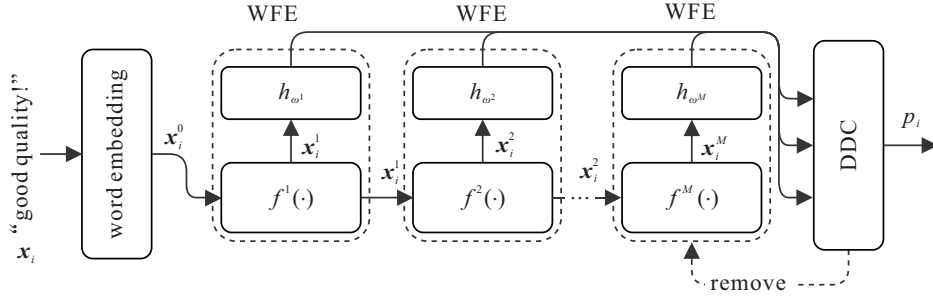 WFE
WFE
WFE
“good quality!”
x_i
word embedding
x_i^0
h_{ω^1}
x_i^1
f^1(·)
x_i^1
h_{ω^2}
x_i^2
f^2(·)
x_i^2
···
h_{ω^M}
x_i^M
f^M(·)
DDC
p_i
remove